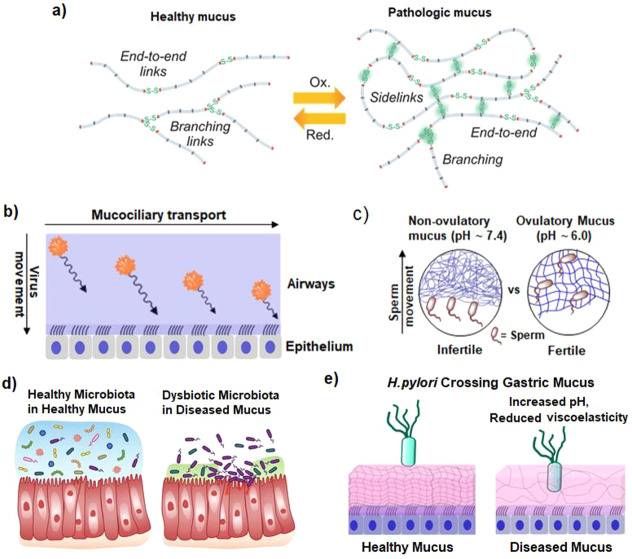 a)
Healthy mucus
Pathologic mucus
End-to-end
links
Branching
links
Ox.
Red.
Sidelinks
End-to-end
Branching
b)
Mucociliary transport
Virus
movement
Airways
Epithelium
c)
Non-ovulatory
mucus (pH ~ 7.4)
Ovulatory Mucus
(pH ~ 6.0)
Sperm
movement
vs
= Sperm
Infertile
Fertile
d)
Healthy Microbiota
in Healthy Mucus
Dysbiotic Microbiota
in Diseased Mucus
e)
H.pylori Crossing Gastric Mucus
Increased pH,
Reduced viscoelasticity
Healthy Mucus
Diseased Mucus